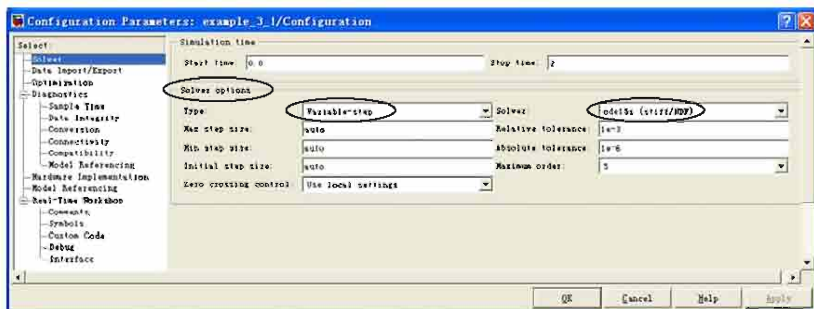 Configuration Parameters: example_3_1/Configuration
Select:
Solver
Data Import/Export
Optimization
Diagnostics
Sample Time
Data Integrity
Conversion
Connectivity
Compatibility
Model Referencing
Hardware Implementation
Model Referencing
Real-Time Workshop
Comments
Symbols
Custom Code
Debug
Interface
Simulation time
Start time: 0.0 Stop time: 2
Solver options
Type: Variable-step Solver: ode15s (stiff/NDF)
Max step size: auto Relative tolerance: 1e-3
Min step size: auto Absolute tolerance: 1e-6
Initial step size: auto Maximum order: 5
Zero crossing control: Use local settings
OK Cancel Help Apply